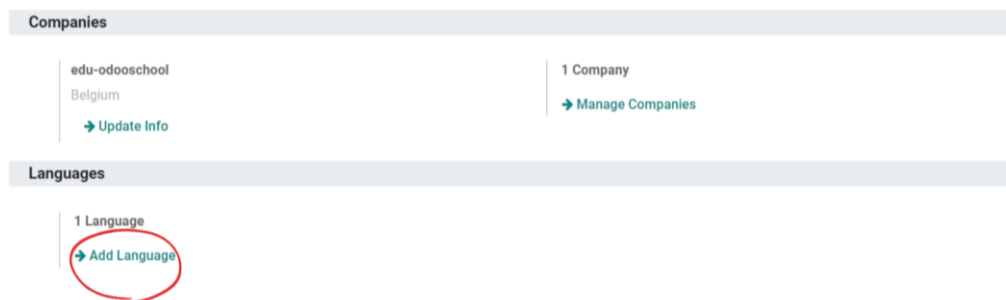 Companies
edu-odooschool
Belgium
Update Info
1 Company
Manage Companies
Languages
1 Language
Add Language